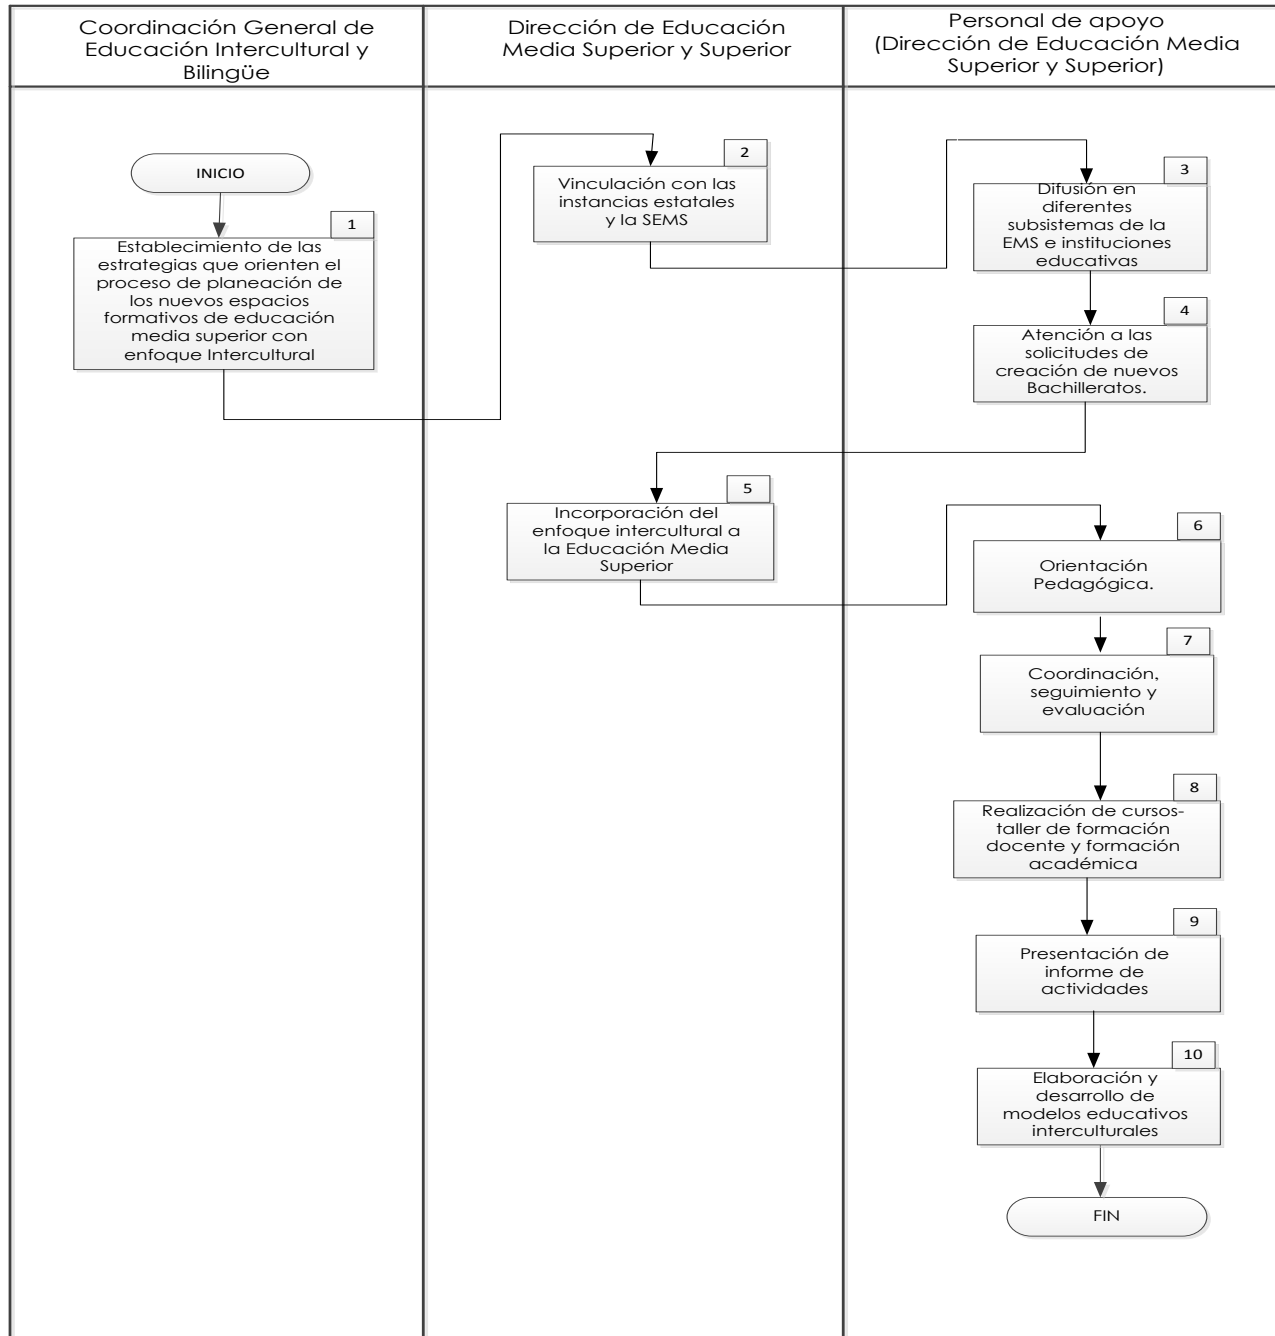 Coordinación General de
Educación Intercultural y
Bilingüe
Dirección de Educación
Media Superior y Superior
Personal de apoyo
(Dirección de Educación Media
Superior y Superior)
INICIO
1
Establecimiento de las
estrategias que orienten el
proceso de planeación de
los nuevos espacios
formativos de educación
media superior con
enfoque Intercultural
2
Vinculación con las
instancias estatales
y la SEMS
3
Difusión en
diferentes
subsistemas de la
EMS e instituciones
educativas
4
Atención a las
solicitudes de
creación de nuevos
Bachilleratos.
5
Incorporación del
enfoque intercultural a
la Educación Media
Superior
6
Orientación
Pedagógica.
7
Coordinación,
seguimiento y
evaluación
8
Realización de cursos-
taller de formación
docente y formación
académica
9
Presentación de
informe de
actividades
10
Elaboración y
desarrollo de
modelos educativos
interculturales
FIN